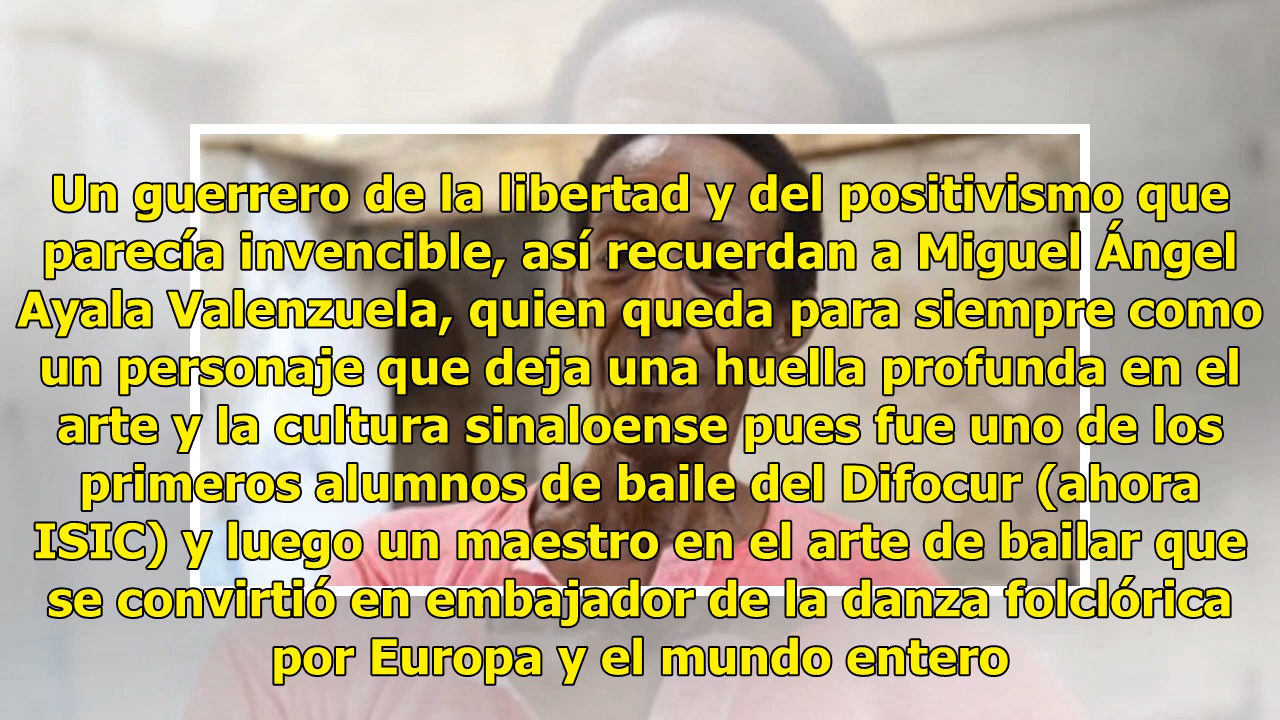 Un guerrero de la libertad y del positivismo que
parecía invencible, así recuerdan a Miguel Ángel
Ayala Valenzuela, quien queda para siempre como
un personaje que deja una huella profunda en el
arte y la cultura sinaloense pues fue uno de los
primeros alumnos de baile del Difocur (ahora
ISIC) y luego un maestro en el arte de bailar que
se convirtió en embajador de la danza folclórica
por Europa y el mundo entero